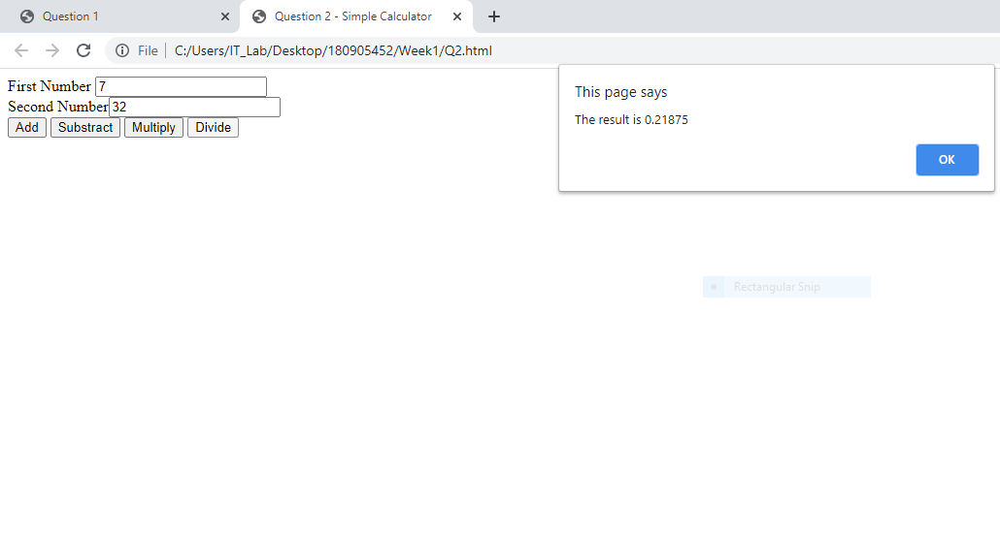 Question 1
Question 2 - Simple Calculator
File
C:/Users/IT_Lab/Desktop/180905452/Week1/Q2.html
First Number 7
Second Number 32
Add Substract Multiply Divide
This page says
The result is 0.21875
OK
Rectangular Snip